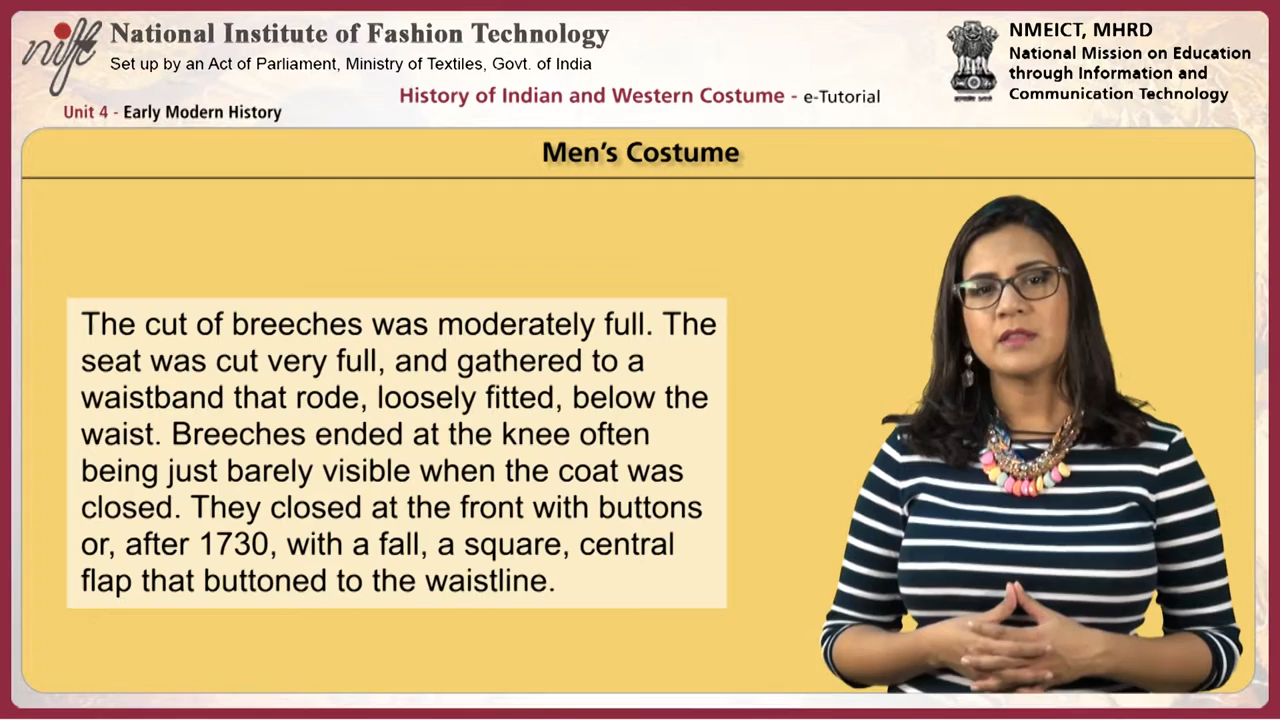 nift
National Institute of Fashion Technology
Set up by an Act of Parliament, Ministry of Textiles, Govt. of India
NMEICT, MHRD
National Mission on Education
through Information and
Communication Technology
History of Indian and Western Costume - e-Tutorial
Unit 4 - Early Modern History
Men's Costume
The cut of breeches was moderately full. The
seat was cut very full, and gathered to a
waistband that rode, loosely fitted, below the
waist. Breeches ended at the knee often
being just barely visible when the coat was
closed. They closed at the front with buttons
or, after 1730, with a fall, a square, central
flap that buttoned to the waistline.